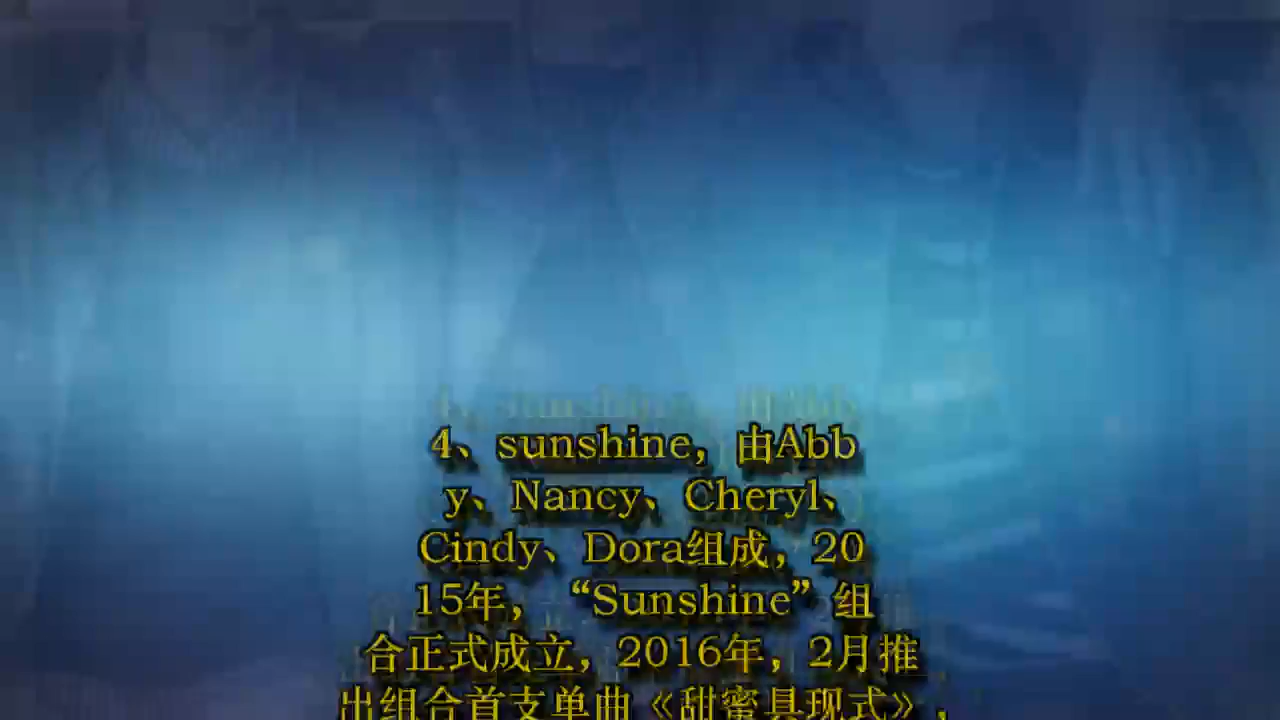 4、sunshine，由Abb
y、Nancy、Cheryl、
Cindy、Dora组成，20
15年，“Sunshine”组
合正式成立，2016年，2月推
出组合首支单曲《甜蜜具现式》，